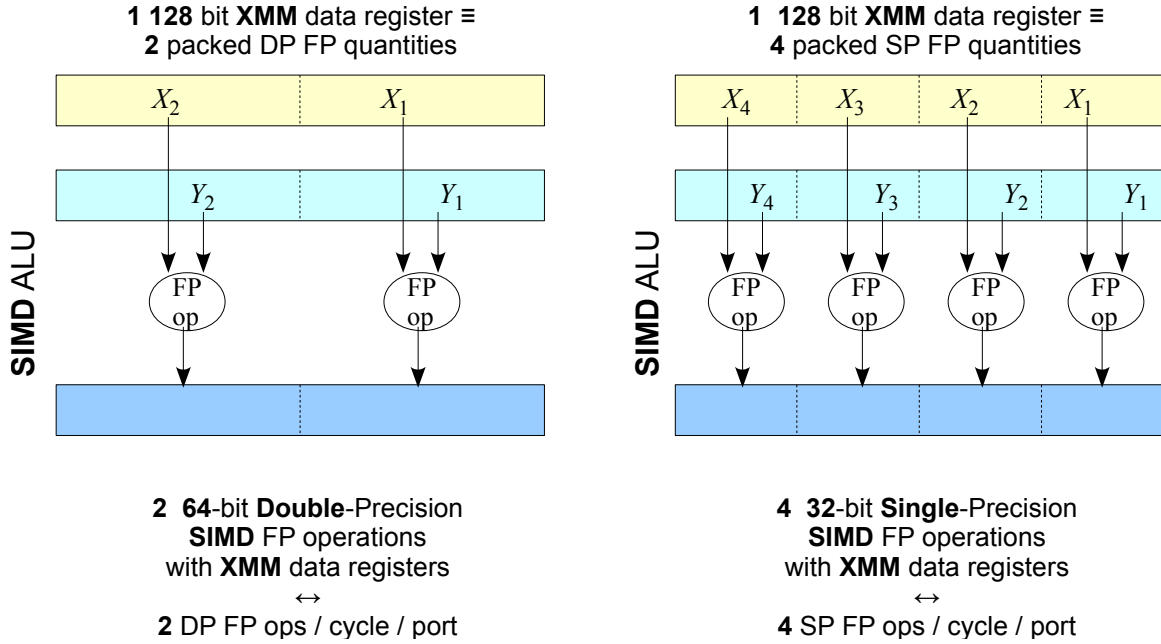 1 128 bit XMM data register ≡
2 packed DP FP quantities
X2 X1
Y2 Y1
SIMD ALU
FP op FP op
2 64-bit Double-Precision
SIMD FP operations
with XMM data registers
↔
2 DP FP ops / cycle / port
1 128 bit XMM data register ≡
4 packed SP FP quantities
X4 X3 X2 X1
Y4 Y3 Y2 Y1
SIMD ALU
FP op FP op FP op FP op
4 32-bit Single-Precision
SIMD FP operations
with XMM data registers
↔
4 SP FP ops / cycle / port